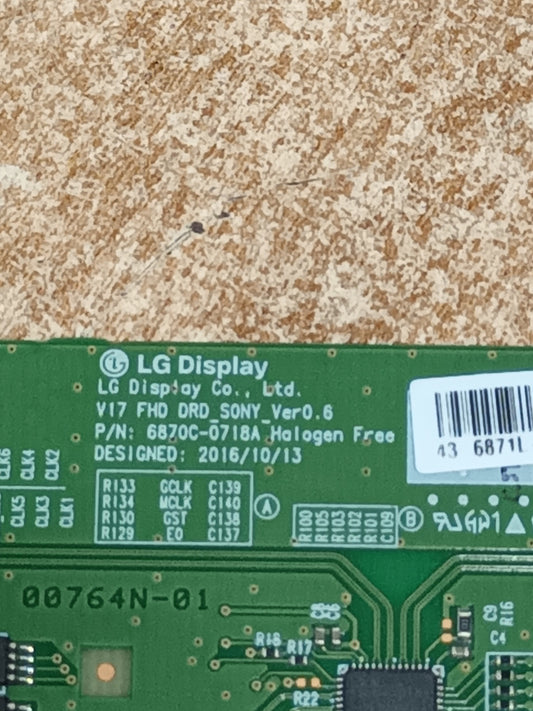 LG Display
LG Display Co., Ltd.
V17 FHD DRD_SONY_Ver0.6
P/N: 6870C-0718A Halogen Free
DESIGNED: 2016/10/13
43 6871L
R133 GCLK C139
R134 MCLK C140
R130 GST C138
R129 EO C137
A
R100
R105
R103
R102
R101
C109
B
CLK6
CLK4
CLK2
CLK5
CLK3
CLK1
00764N-01
C9
R16
C4
R18
R17
R22